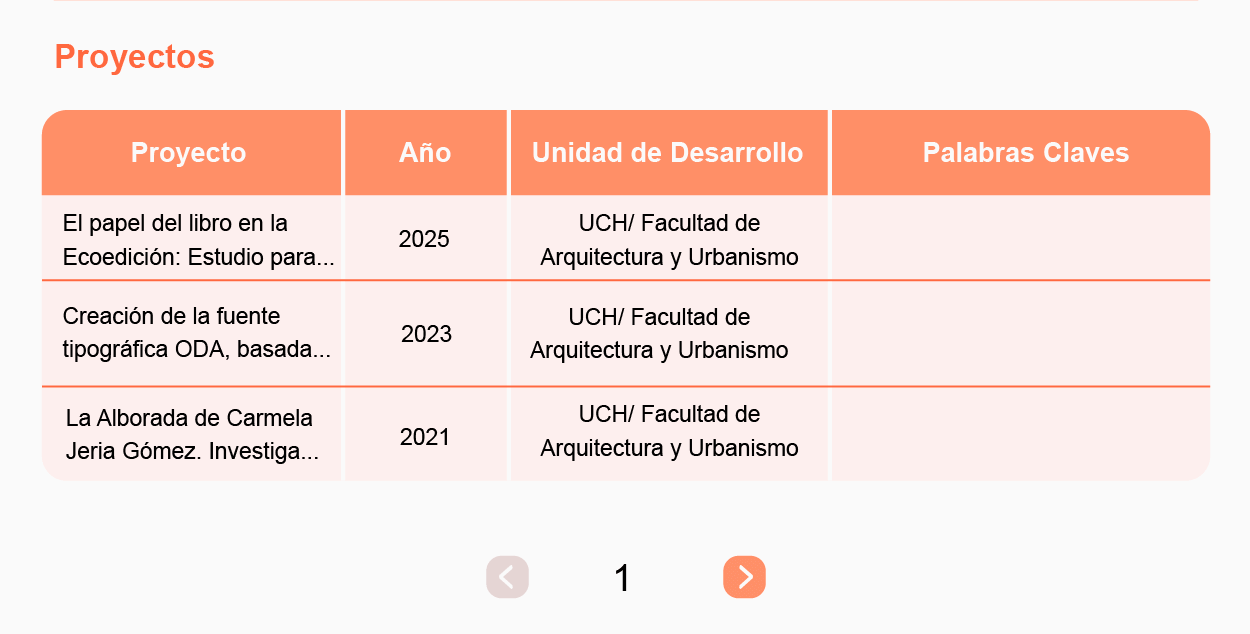 Proyectos
Proyecto
Año
Unidad de Desarrollo
Palabras Claves
El papel del libro en la
Ecoedición: Estudio para...
2025
UCH/ Facultad de
Arquitectura y Urbanismo
Creación de la fuente
tipográfica ODA, basada...
2023
UCH/ Facultad de
Arquitectura y Urbanismo
La Alborada de Carmela
Jeria Gómez. Investiga...
2021
UCH/ Facultad de
Arquitectura y Urbanismo
1